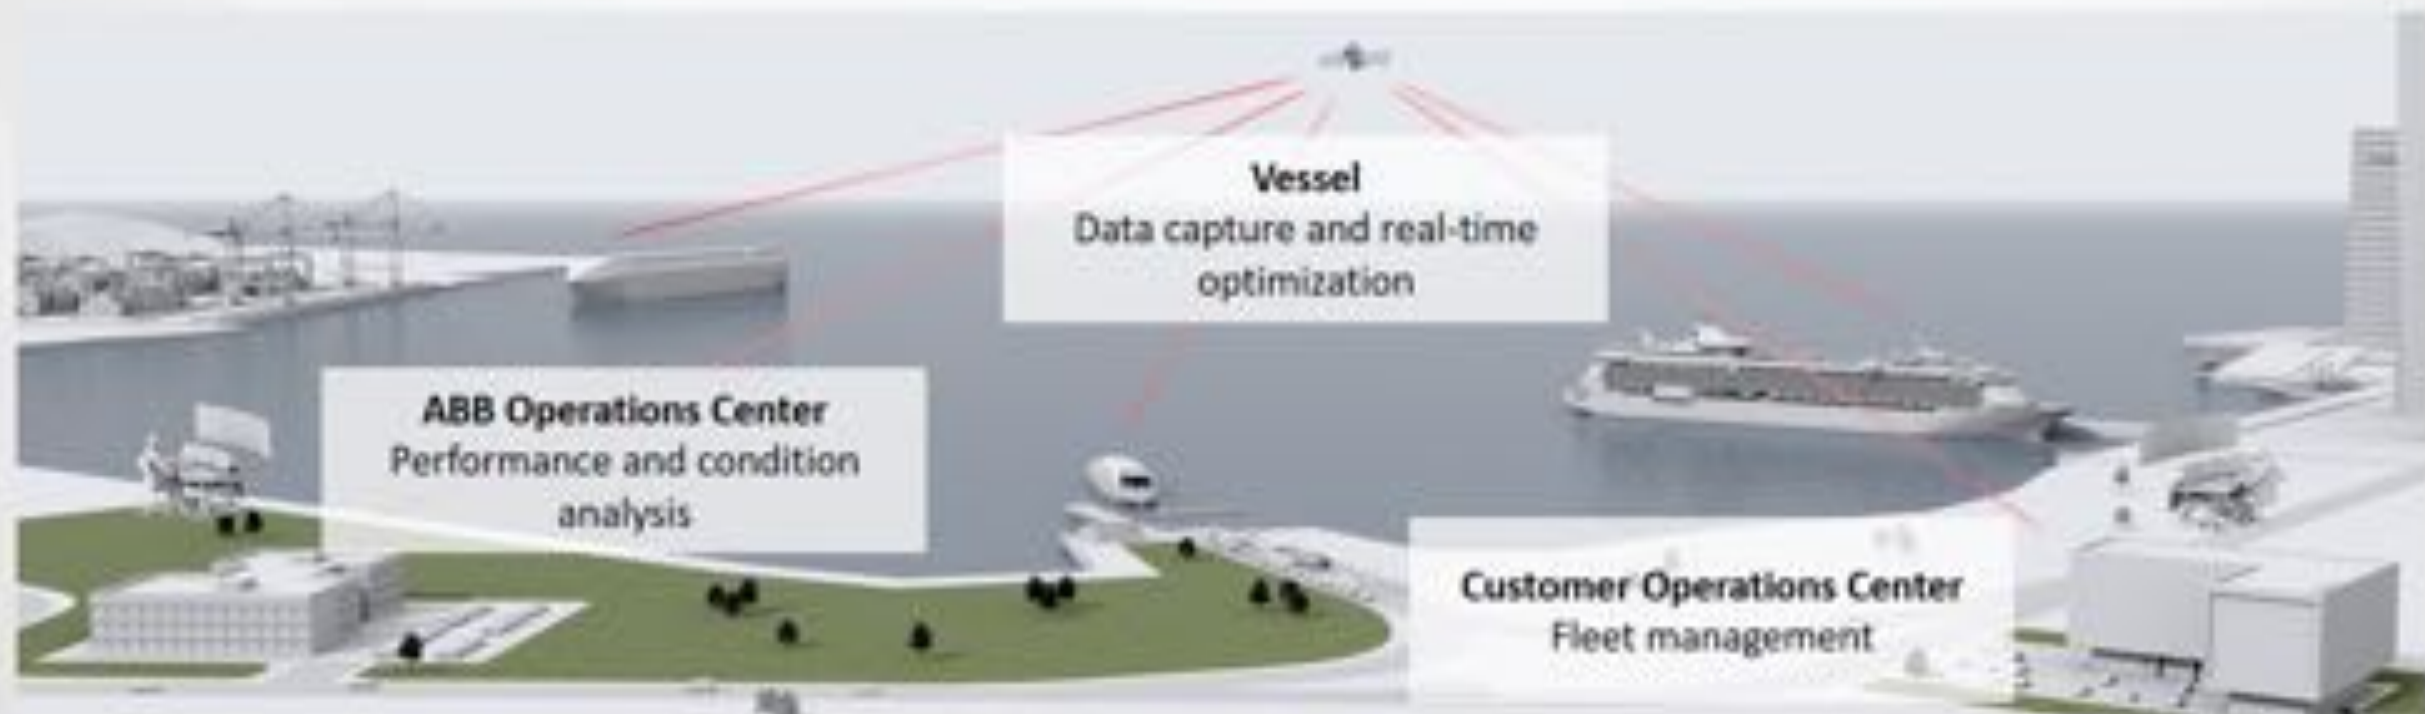 Vessel
Data capture and real-time
optimization
ABB Operations Center
Performance and condition
analysis
Customer Operations Center
Fleet management